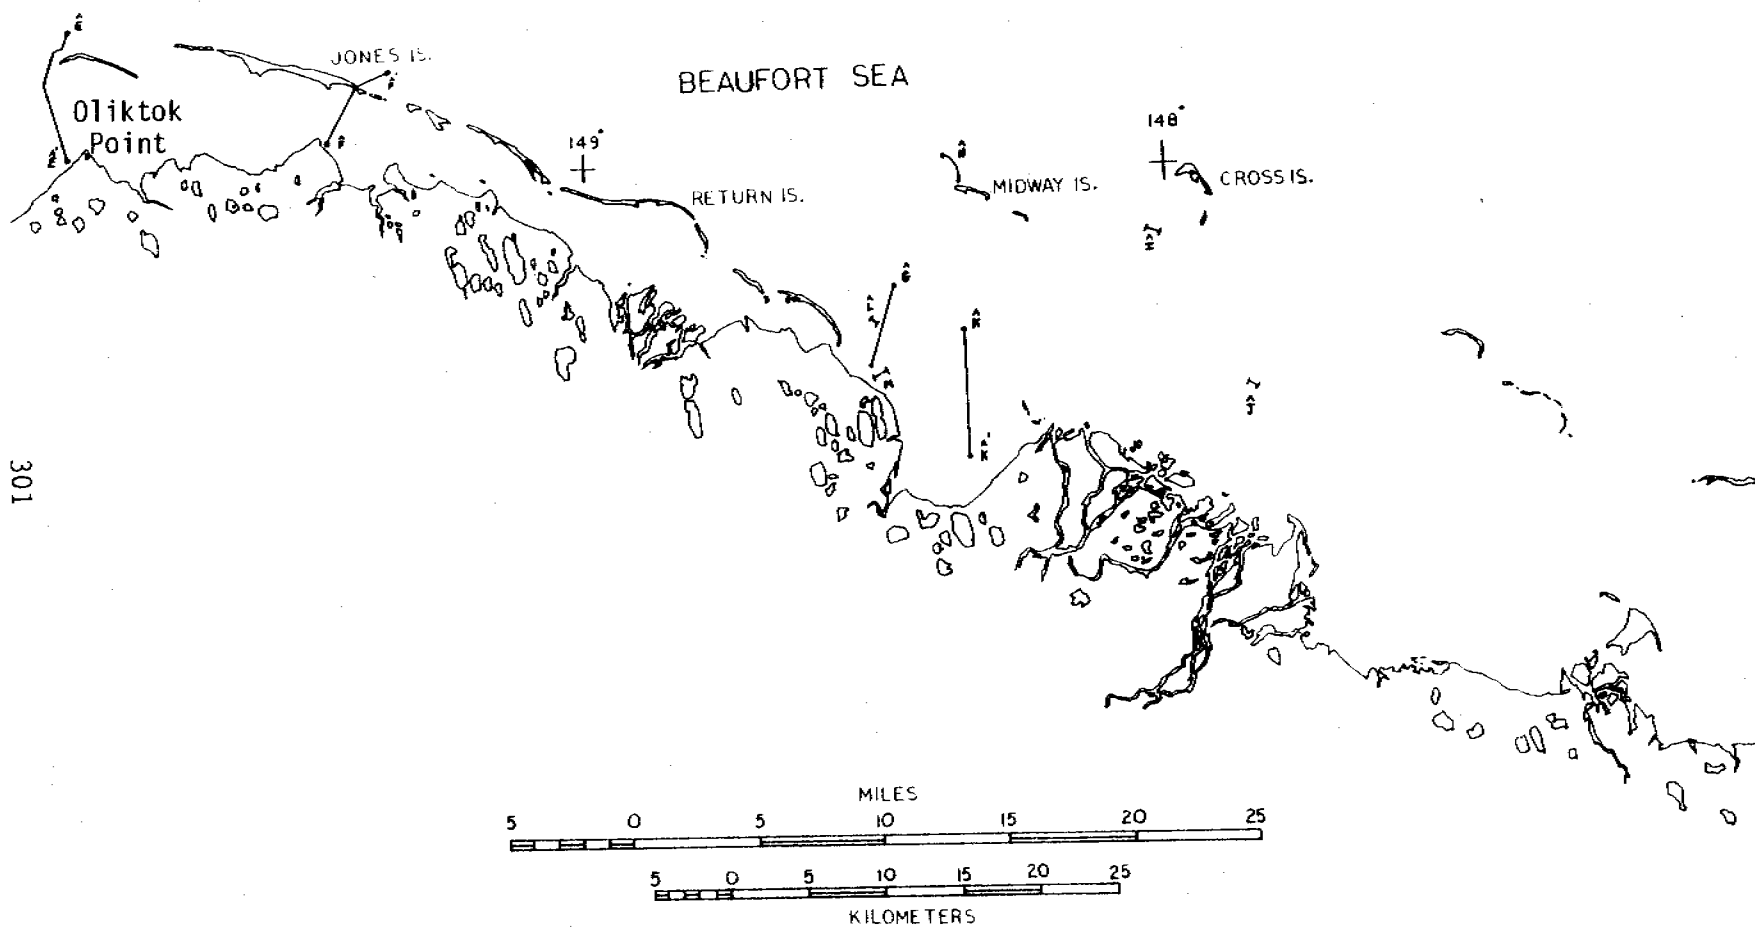 JONES IS.
BEAUFORT SEA
Oliktok
Point
149°
148°
RETURN IS.
MIDWAY IS.
CROSS IS.
301
MILES
5 0 5 10 15 20 25
5 0 5 10 15 20 25
KILOMETERS